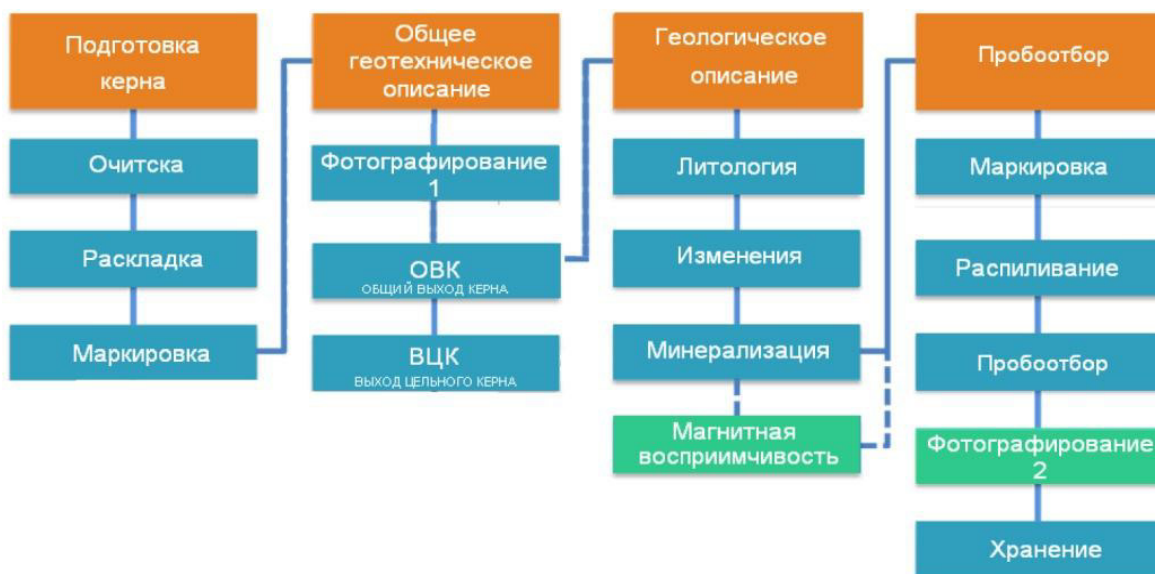 Подготовка
керна
Очитска
Раскладка
Маркировка
Общее
геотехническое
описание
Фотографирование
1
ОВК
ОБЩИЙ ВЫХОД КЕРНА
ВЦК
ВЫХОД ЦЕЛЬНОГО КЕРНА
Геологическое
описание
Литология
Изменения
Минерализация
Магнитная
восприимчивость
Пробоотбор
Маркировка
Распиливание
Пробоотбор
Фотографирование
2
Хранение